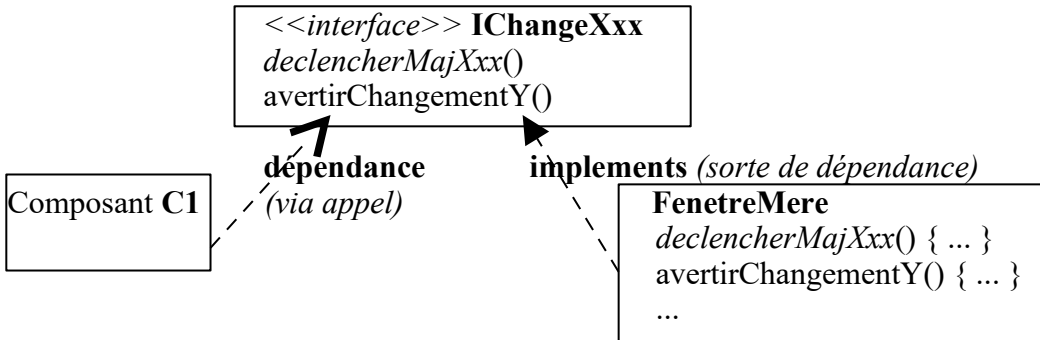 <<interface>> IChangeXxx
declencherMajXxx()
avertirChangementY()
dépendance
(via appel)
implements (sorte de dépendance)
Composant C1
FenetreMere
declencherMajXxx() { ... }
avertirChangementY() { ... }
...